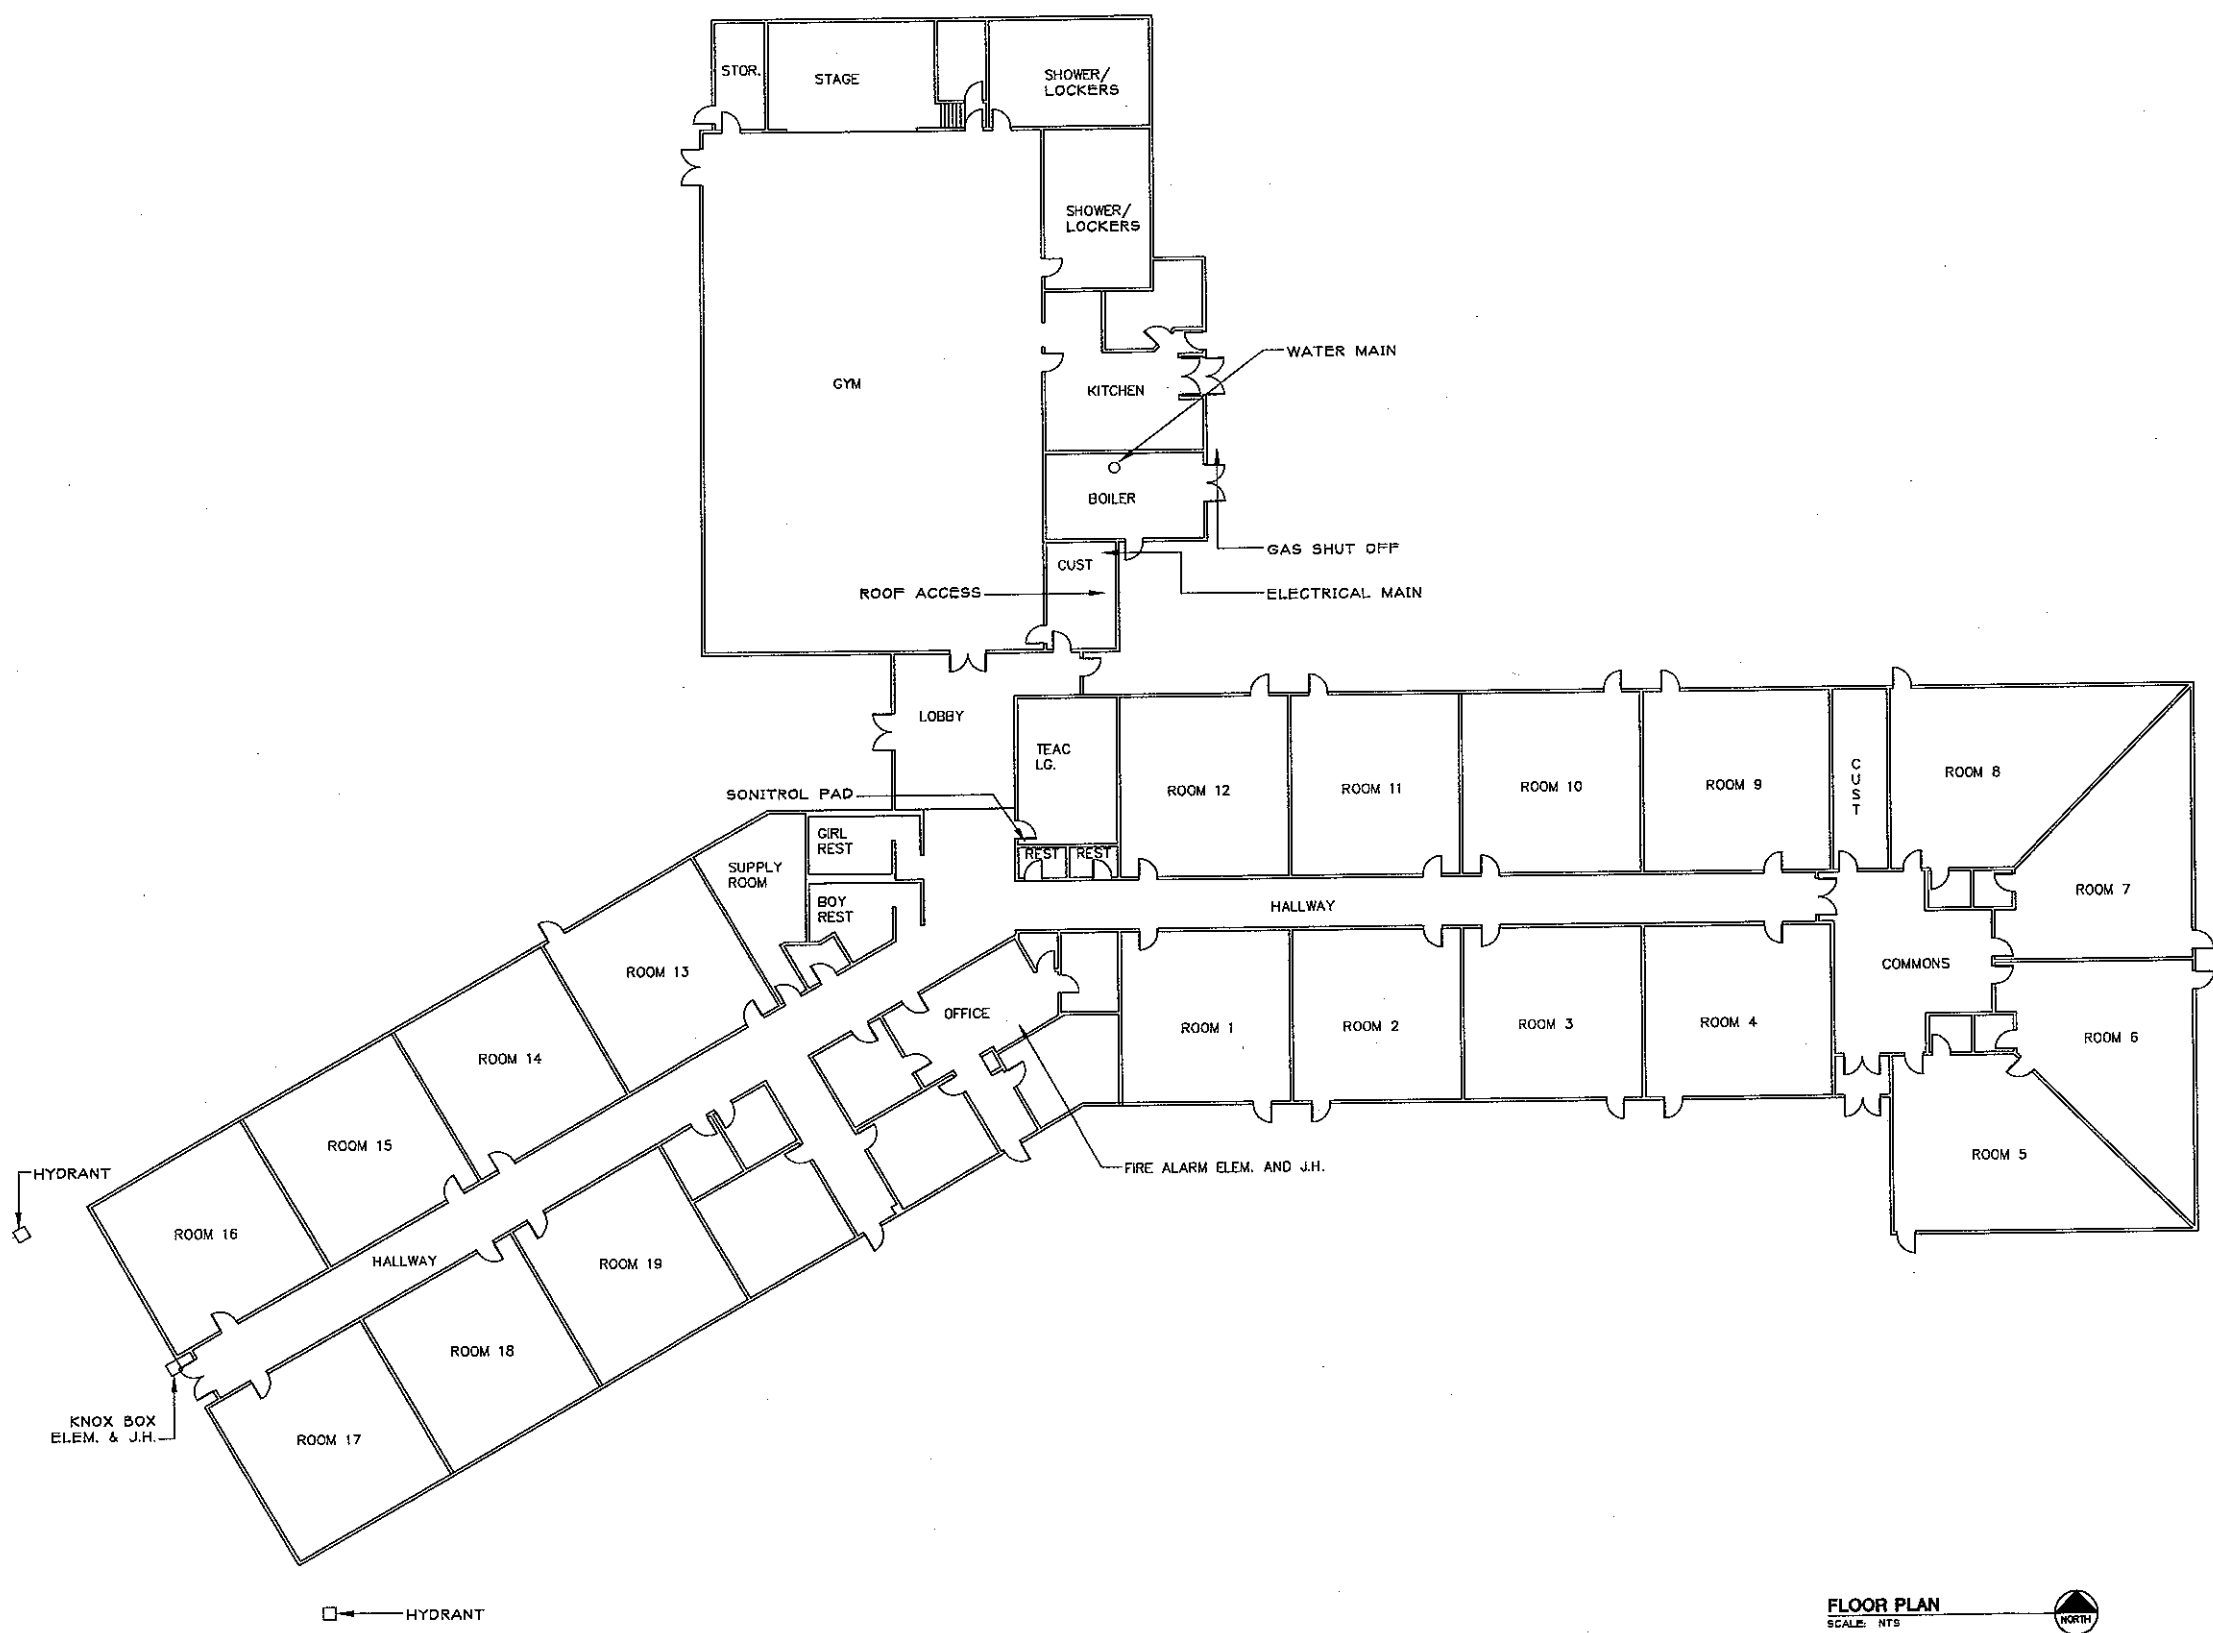 STOR.
STAGE
SHOWER/
LOCKERS
SHOWER/
LOCKERS
WATER MAIN
GYM
KITCHEN
BOILER
GAS SHUT OFF
CUST
ROOF ACCESS
ELECTRICAL MAIN
LOBBY
TEAC
LG.
SONITROL PAD
ROOM 12
ROOM 11
ROOM 10
ROOM 9
C
U
S
T
ROOM 8
GIRL
REST
REST
REST
SUPPLY
ROOM
BOY
REST
HALLWAY
ROOM 7
ROOM 13
COMMONS
OFFICE
ROOM 1
ROOM 2
ROOM 3
ROOM 4
ROOM 6
ROOM 14
ROOM 15
ROOM 5
FIRE ALARM ELEM. AND J.H.
HYDRANT
ROOM 16
HALLWAY
ROOM 19
ROOM 18
KNOX BOX
ELEM. & J.H.
ROOM 17
HYDRANT
FLOOR PLAN
SCALE: NTS
NORTH